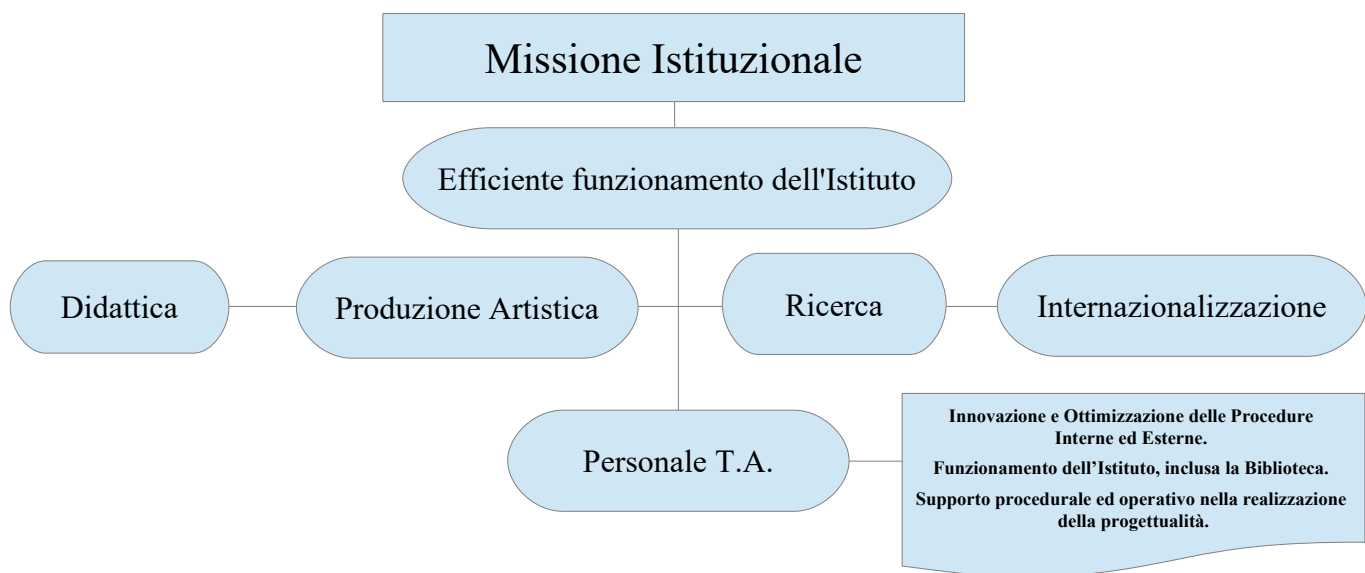 Missione Istituzionale
Efficiente funzionamento dell'Istituto
Didattica
Produzione Artistica
Ricerca
Internazionalizzazione
Personale T.A.
Innovazione e Ottimizzazione delle Procedure
Interne ed Esterne.
Funzionamento dell’Istituto, inclusa la Biblioteca.
Supporto procedurale ed operativo nella realizzazione
della progettualità.